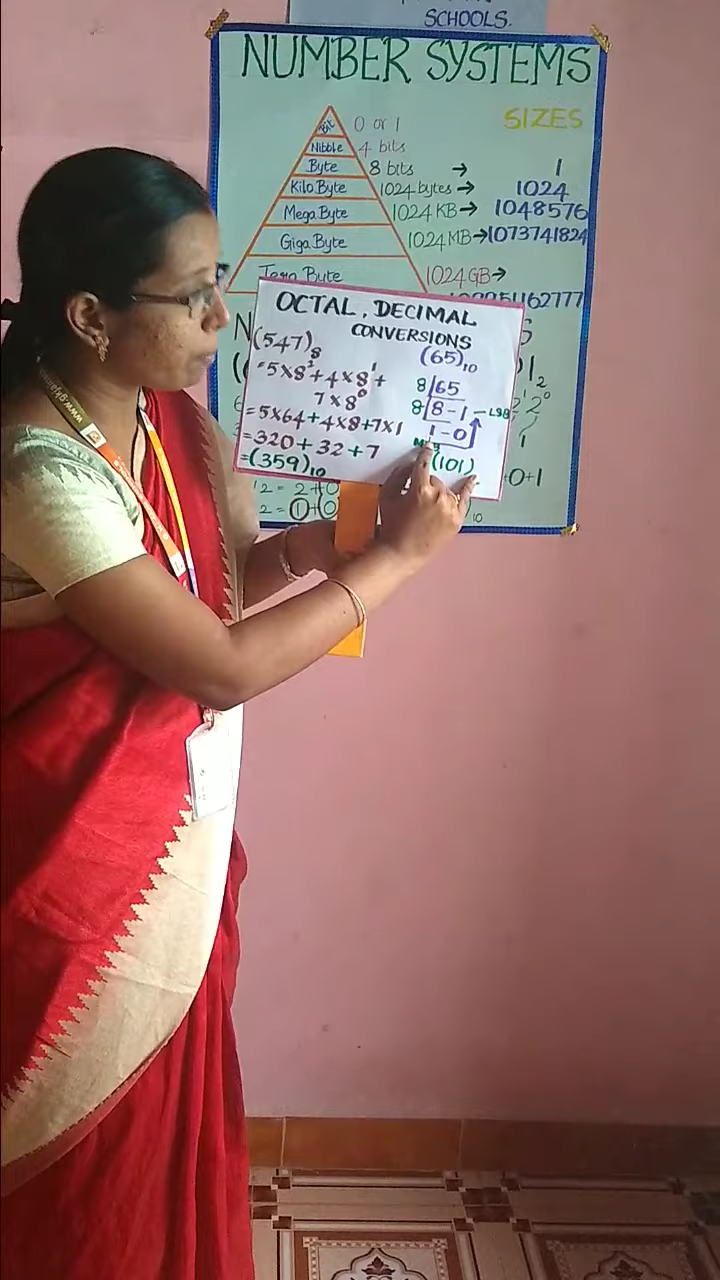 SCHOOLS.
NUMBER SYSTEMS
SIZES
Bit 0 or 1
Nibble 4 bits
Byte 8 bits → 1
Kilo Byte 1024 bytes → 1024
Mega Byte 1024 KB → 1048576
Giga Byte 1024 MB → 1073741824
Tera Byte 1024 GB →
OCTAL, DECIMAL
CONVERSIONS
(547)₈
=5×8²+4×8¹+
7×8⁰
=5×64+4×8+7×1
=320+32+7
=(359)₁₀
(65)₁₀
8 65
8 8-1 LSB
1-0
(101)